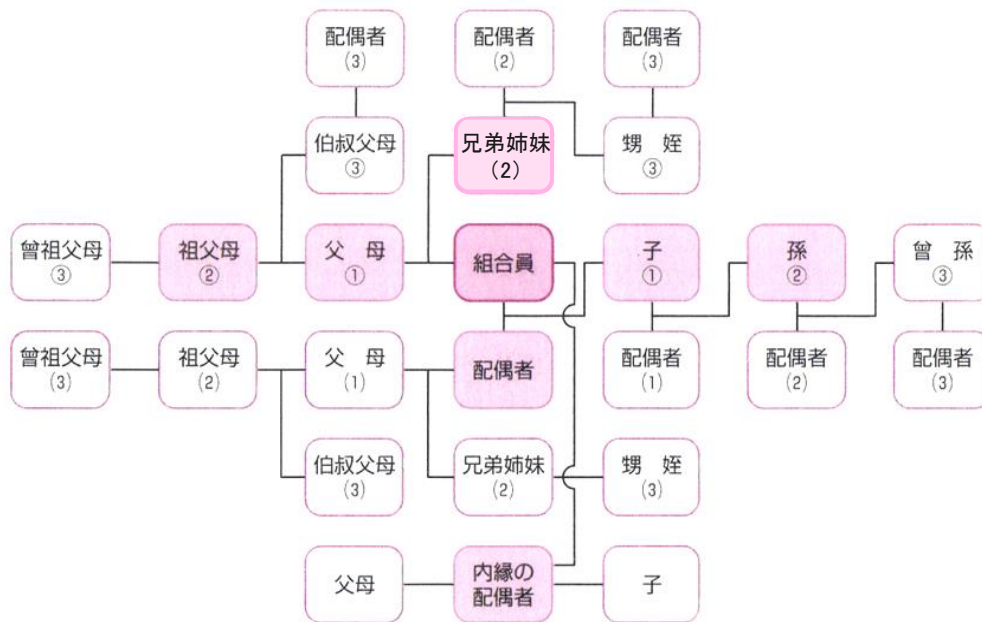 配偶者
(3)
配偶者
(2)
配偶者
(3)
伯叔父母
③
兄弟姉妹
(2)
甥 姪
③
曾祖父母
③
祖父母
②
父 母
①
組合員
子
①
孫
②
曾 孫
③
曾祖父母
(3)
祖父母
(2)
父 母
(1)
配偶者
配偶者
(1)
配偶者
(2)
配偶者
(3)
伯叔父母
(3)
兄弟姉妹
(2)
甥 姪
(3)
父母
内縁の
配偶者
子